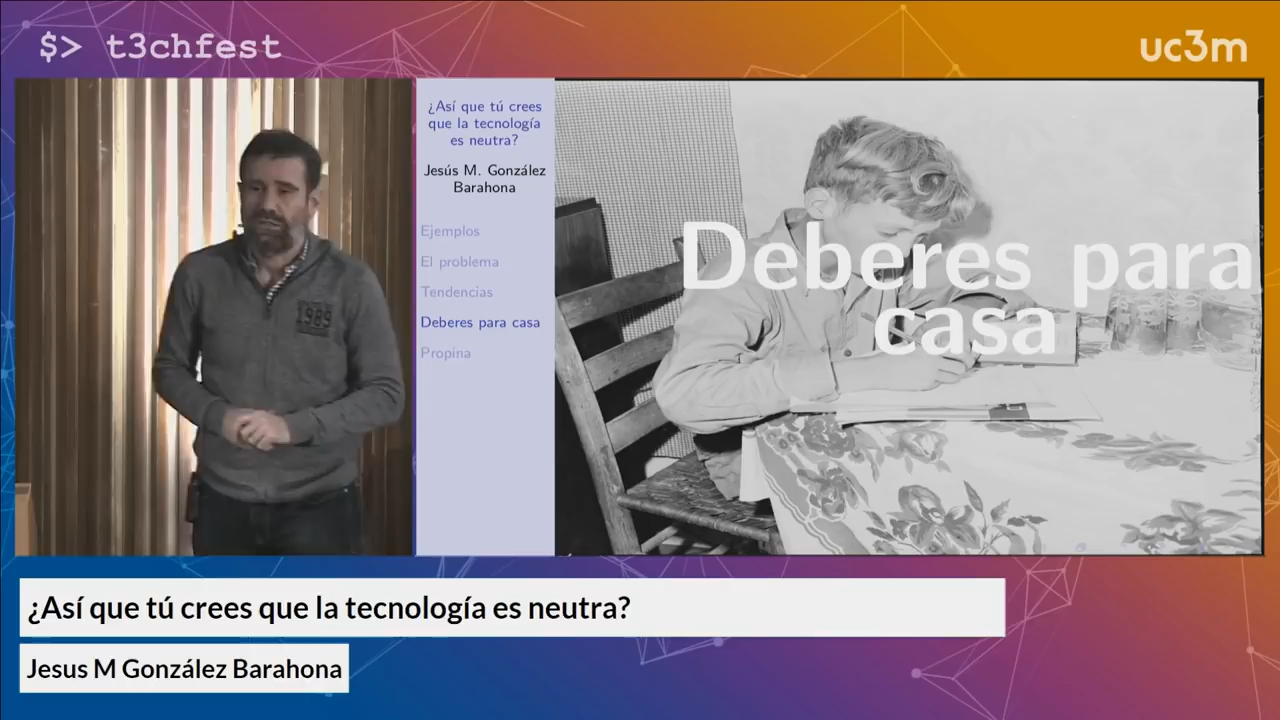 $> t3chfest
uc3m
1989
¿Así que tú crees
que la tecnología
es neutra?
Jesús M. González
Barahona
Ejemplos
El problema
Tendencias
Deberes para casa
Propina
Deberes para
casa
¿Así que tú crees que la tecnología es neutra?
Jesus M González Barahona